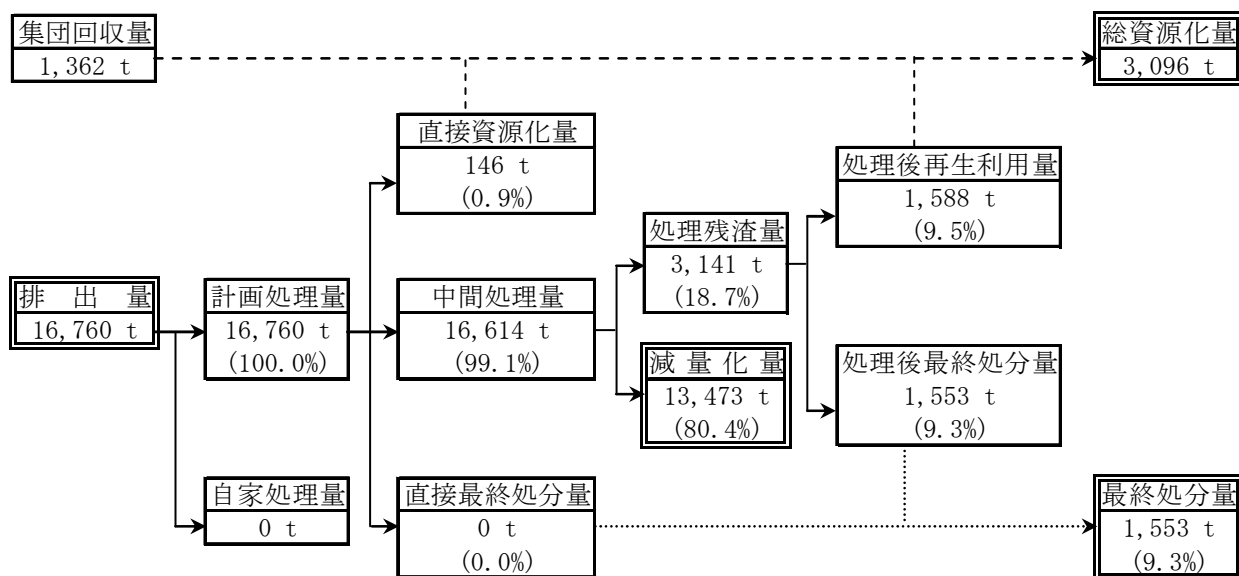 集団回収量
1,362 t
総資源化量
3,096 t
直接資源化量
146 t
(0.9%)
処理後再生利用量
1,588 t
(9.5%)
処理残渣量
3,141 t
(18.7%)
排 出 量
16,760 t
計画処理量
16,760 t
(100.0%)
中間処理量
16,614 t
(99.1%)
減 量 化 量
13,473 t
(80.4%)
処理後最終処分量
1,553 t
(9.3%)
自家処理量
0 t
直接最終処分量
0 t
(0.0%)
最終処分量
1,553 t
(9.3%)